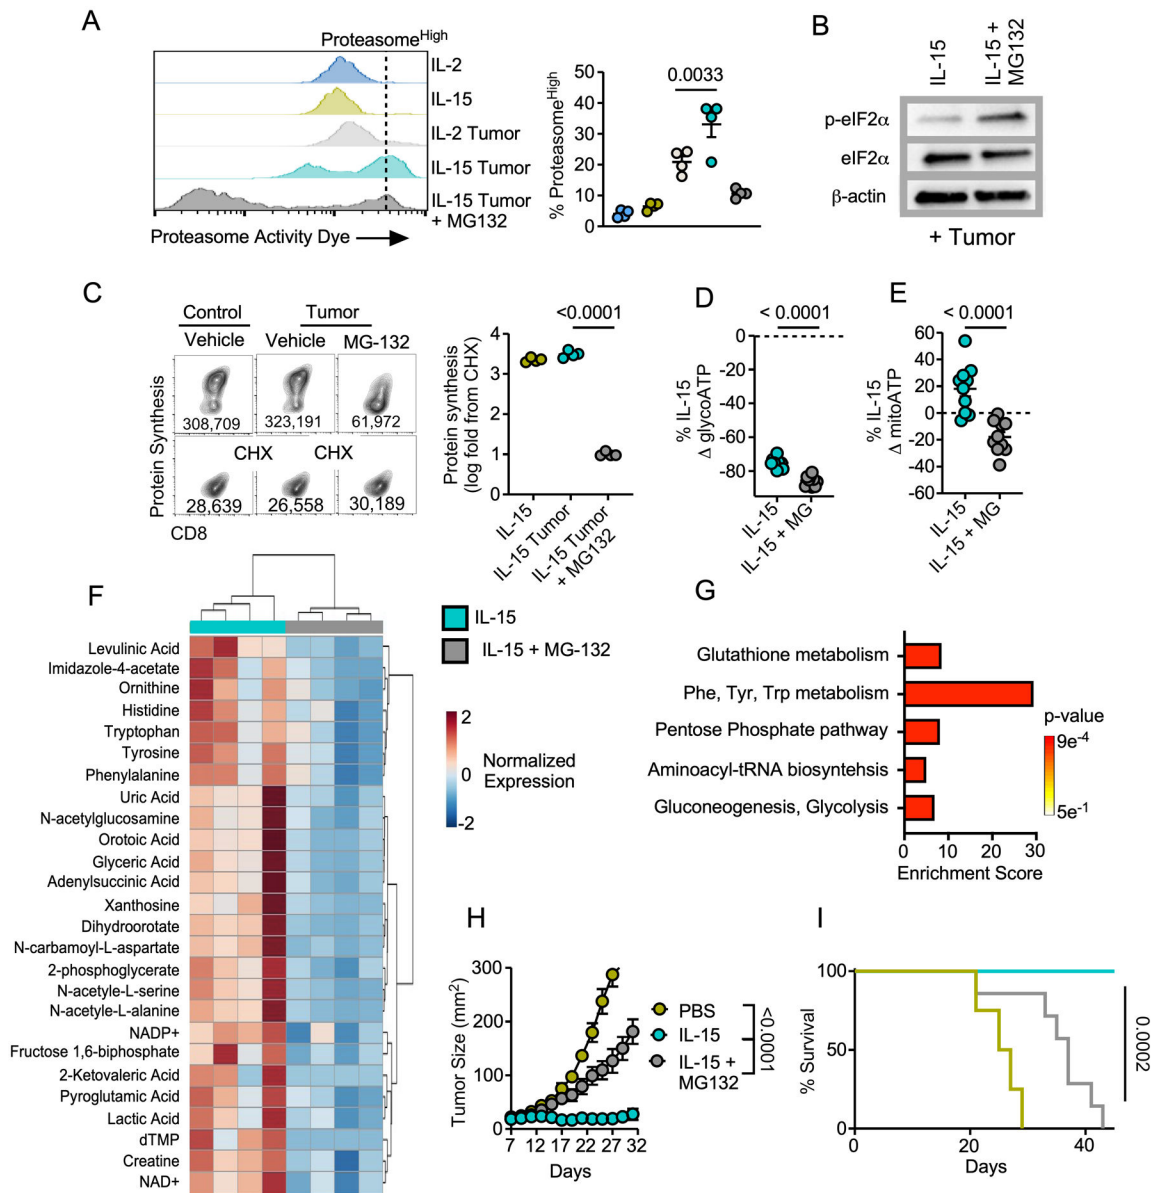 A
Proteasome^High
IL-2
IL-15
IL-2 Tumor
IL-15 Tumor
IL-15 Tumor
+ MG132
Proteasome Activity Dye
% Proteasome^High
50
40
30
20
10
0
0.0033
B
IL-15
IL-15 +
MG132
p-eIF2α
eIF2α
β-actin
+ Tumor
C
Control
Tumor
Vehicle
Vehicle
MG-132
308,709
323,191
61,972
CHX
CHX
28,639
26,558
30,189
Protein Synthesis
CD8
<0.0001
Protein synthesis
(log fold from CHX)
4
3
2
1
0
IL-15
IL-15 Tumor
IL-15 Tumor
+ MG132
D
< 0.0001
% IL-15
Δ glycoATP
0
-20
-40
-60
-80
IL-15
IL-15 + MG
E
< 0.0001
% IL-15
Δ mitoATP
60
40
20
0
-20
-40
-60
IL-15
IL-15 + MG
F
Levulinic Acid
Imidazole-4-acetate
Ornithine
Histidine
Tryptophan
Tyrosine
Phenylalanine
Uric Acid
N-acetylglucosamine
Orotoic Acid
Glyceric Acid
Adenylsuccinic Acid
Xanthosine
Dihydroorotate
N-carbamoyl-L-aspartate
2-phosphoglycerate
N-acetyle-L-serine
N-acetyle-L-alanine
NADP+
Fructose 1,6-biphosphate
2-Ketovaleric Acid
Pyroglutamic Acid
Lactic Acid
dTMP
Creatine
NAD+
IL-15
IL-15 + MG-132
2
0
-2
Normalized
Expression
G
Glutathione metabolism
Phe, Tyr, Trp metabolism
Pentose Phosphate pathway
Aminoacyl-tRNA biosyntehsis
Gluconeogenesis, Glycolysis
0 10 20 30
Enrichment Score
p-value
9e^-4
5e^-1
H
Tumor Size (mm²)
300
200
100
0
7 12 17 22 27 32
Days
PBS
IL-15
IL-15 +
MG132
<0.0001
I
% Survival
100
50
0
0 20 40
Days
0.0002